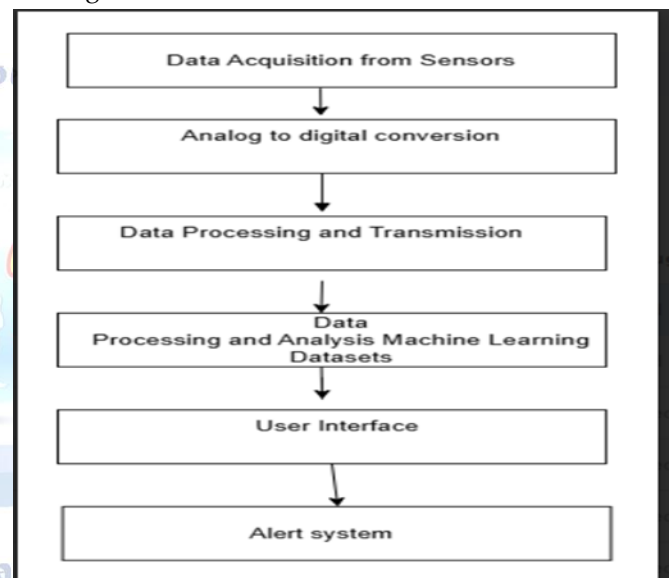 Data Acquisition from Sensors
Analog to digital conversion
Data Processing and Transmission
Data
Processing and Analysis Machine Learning
Datasets
User Interface
Alert system